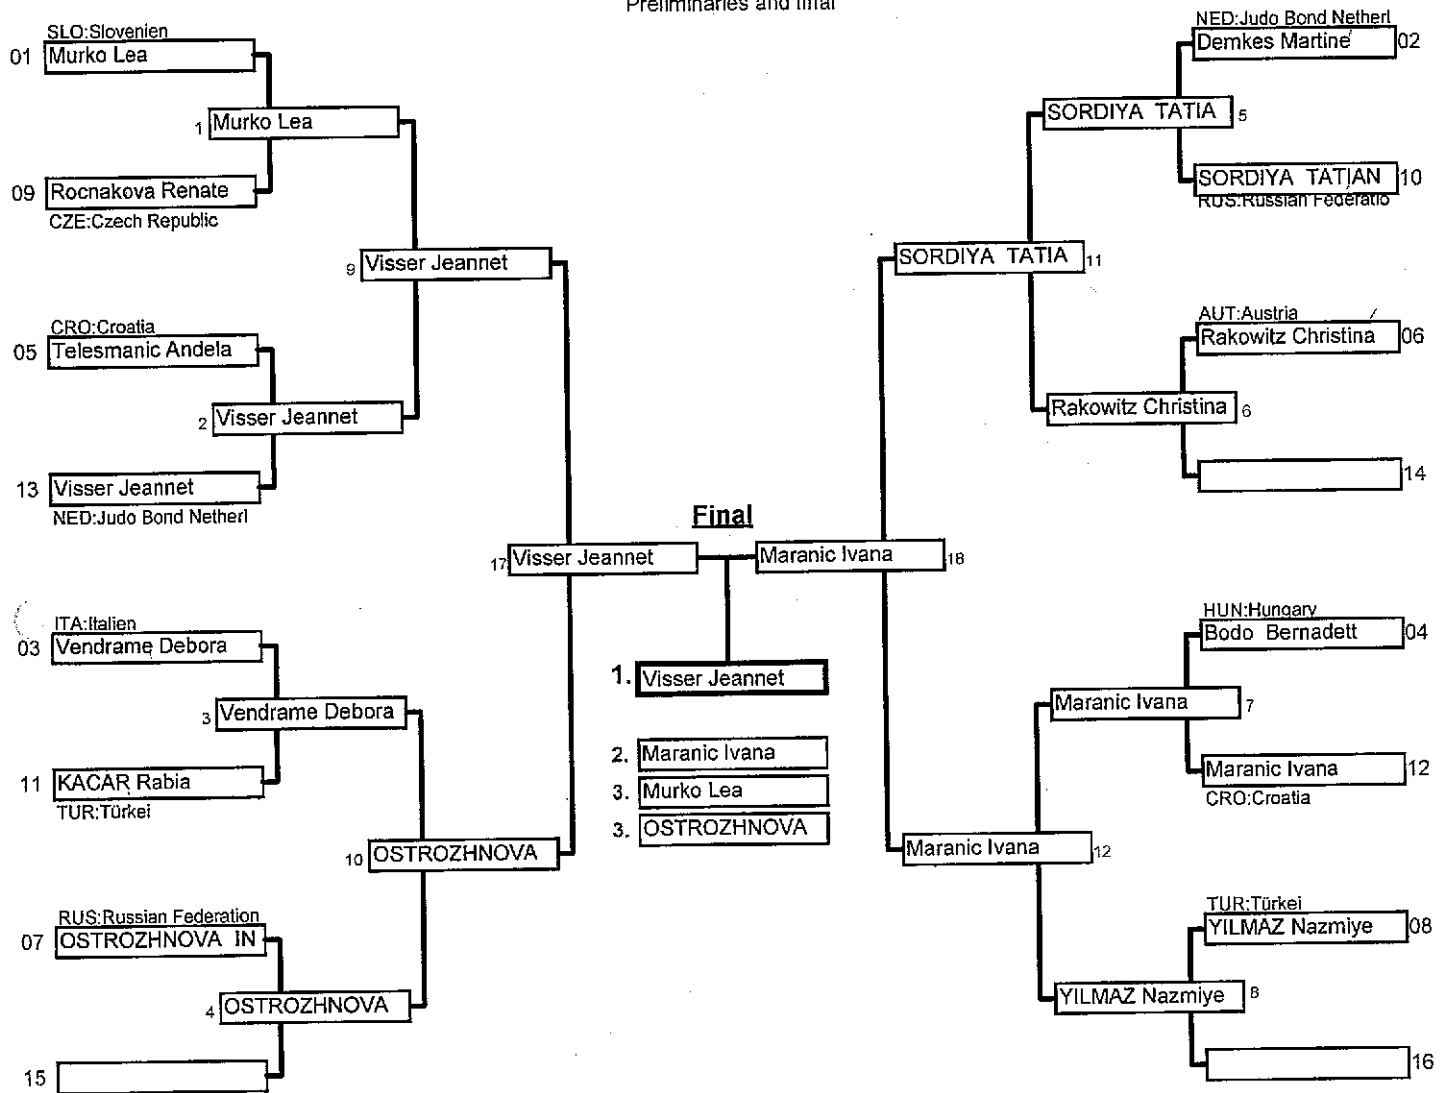 Preliminaries and final
SLO:Slovenien
01 Murko Lea
1 Murko Lea
09 Rocnakova Renate
CZE:Czech Republic
9 Visser Jeannet
CRO:Croatia
05 Telesmanic Andela
2 Visser Jeannet
13 Visser Jeannet
NED:Judo Bond Netherl
17 Visser Jeannet
ITA:Italien
03 Vendrame Debora
3 Vendrame Debora
11 KACAR Rabia
TUR:Türkei
10 OSTROZHNOVA
RUS:Russian Federation
07 OSTROZHNOVA IN
4 OSTROZHNOVA
15
Final
1. Visser Jeannet
2. Maranic Ivana
3. Murko Lea
3. OSTROZHNOVA
NED:Judo Bond Netherl
Demkes Martine 02
SORDIYA TATIA 5
SORDIYA TATJAN 10
RUS:Russian Federatio
SORDIYA TATIA 11
AUT:Austria
Rakowitz Christina 06
Rakowitz Christina 6
14
Maranic Ivana 18
HUN:Hungary
Bodo Bernadett 04
Maranic Ivana 7
Maranic Ivana 12
CRO:Croatia
Maranic Ivana 12
TUR:Türkei
YILMAZ Nazmiye 08
YILMAZ Nazmiye 8
16